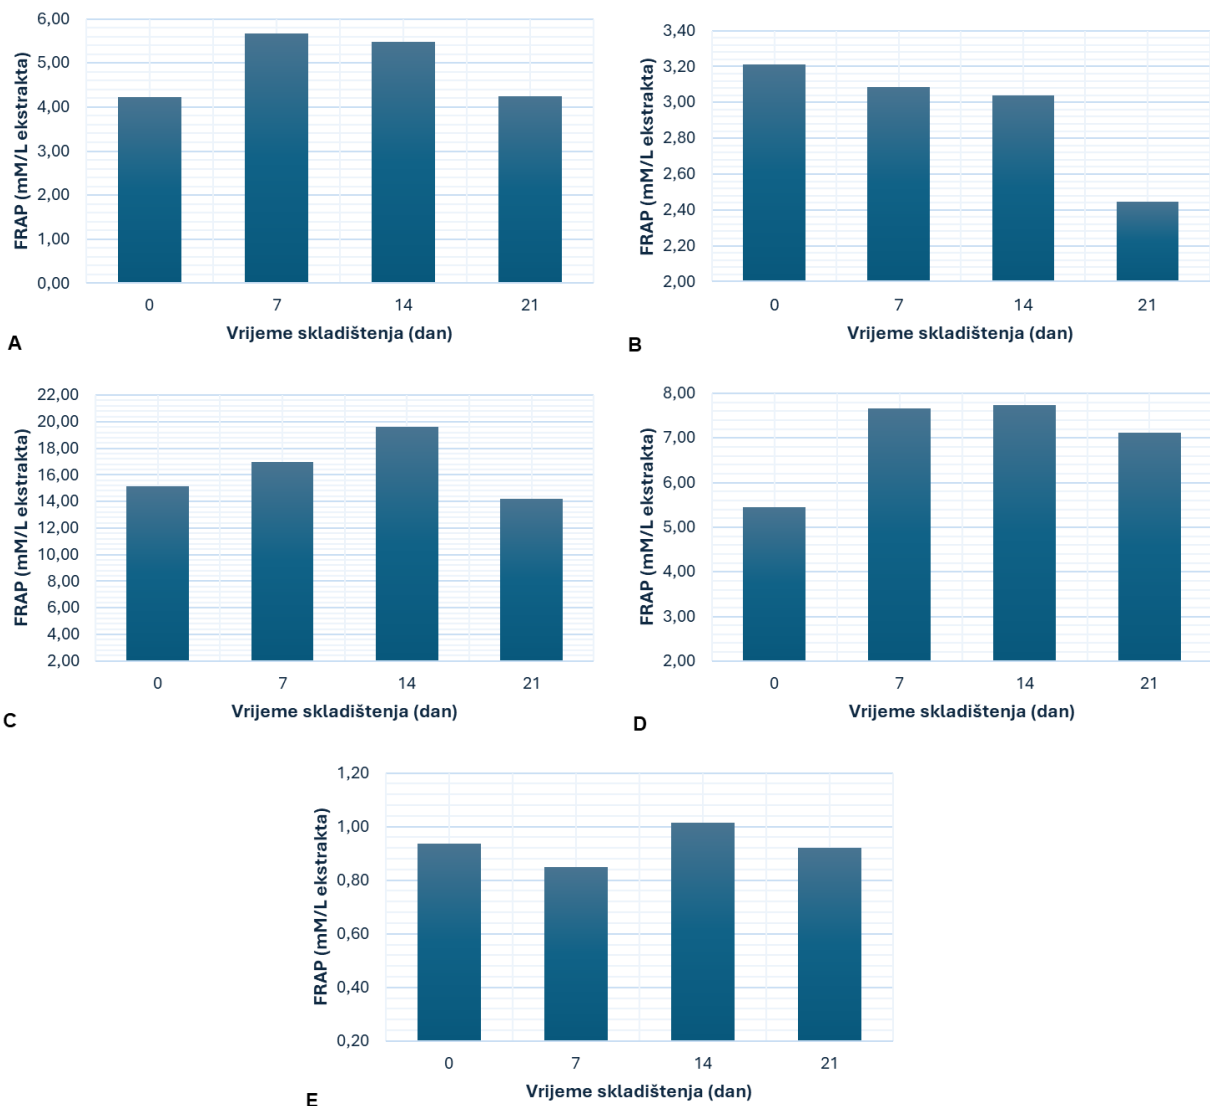 6,00
5,00
4,00
3,00
2,00
1,00
0,00
FRAP (mM/L ekstrakta)
0 7 14 21
Vrijeme skladištenja (dan)
A
3,40
3,20
3,00
2,80
2,60
2,40
2,20
2,00
FRAP (mM/L ekstrakta)
0 7 14 21
Vrijeme skladištenja (dan)
B
22,00
20,00
18,00
16,00
14,00
12,00
10,00
8,00
6,00
4,00
2,00
FRAP (mM/L ekstrakta)
0 7 14 21
Vrijeme skladištenja (dan)
C
8,00
7,00
6,00
5,00
4,00
3,00
2,00
FRAP (mM/L ekstrakta)
0 7 14 21
Vrijeme skladištenja (dan)
D
1,20
1,00
0,80
0,60
0,40
0,20
FRAP (mM/L ekstrakta)
0 7 14 21
Vrijeme skladištenja (dan)
E